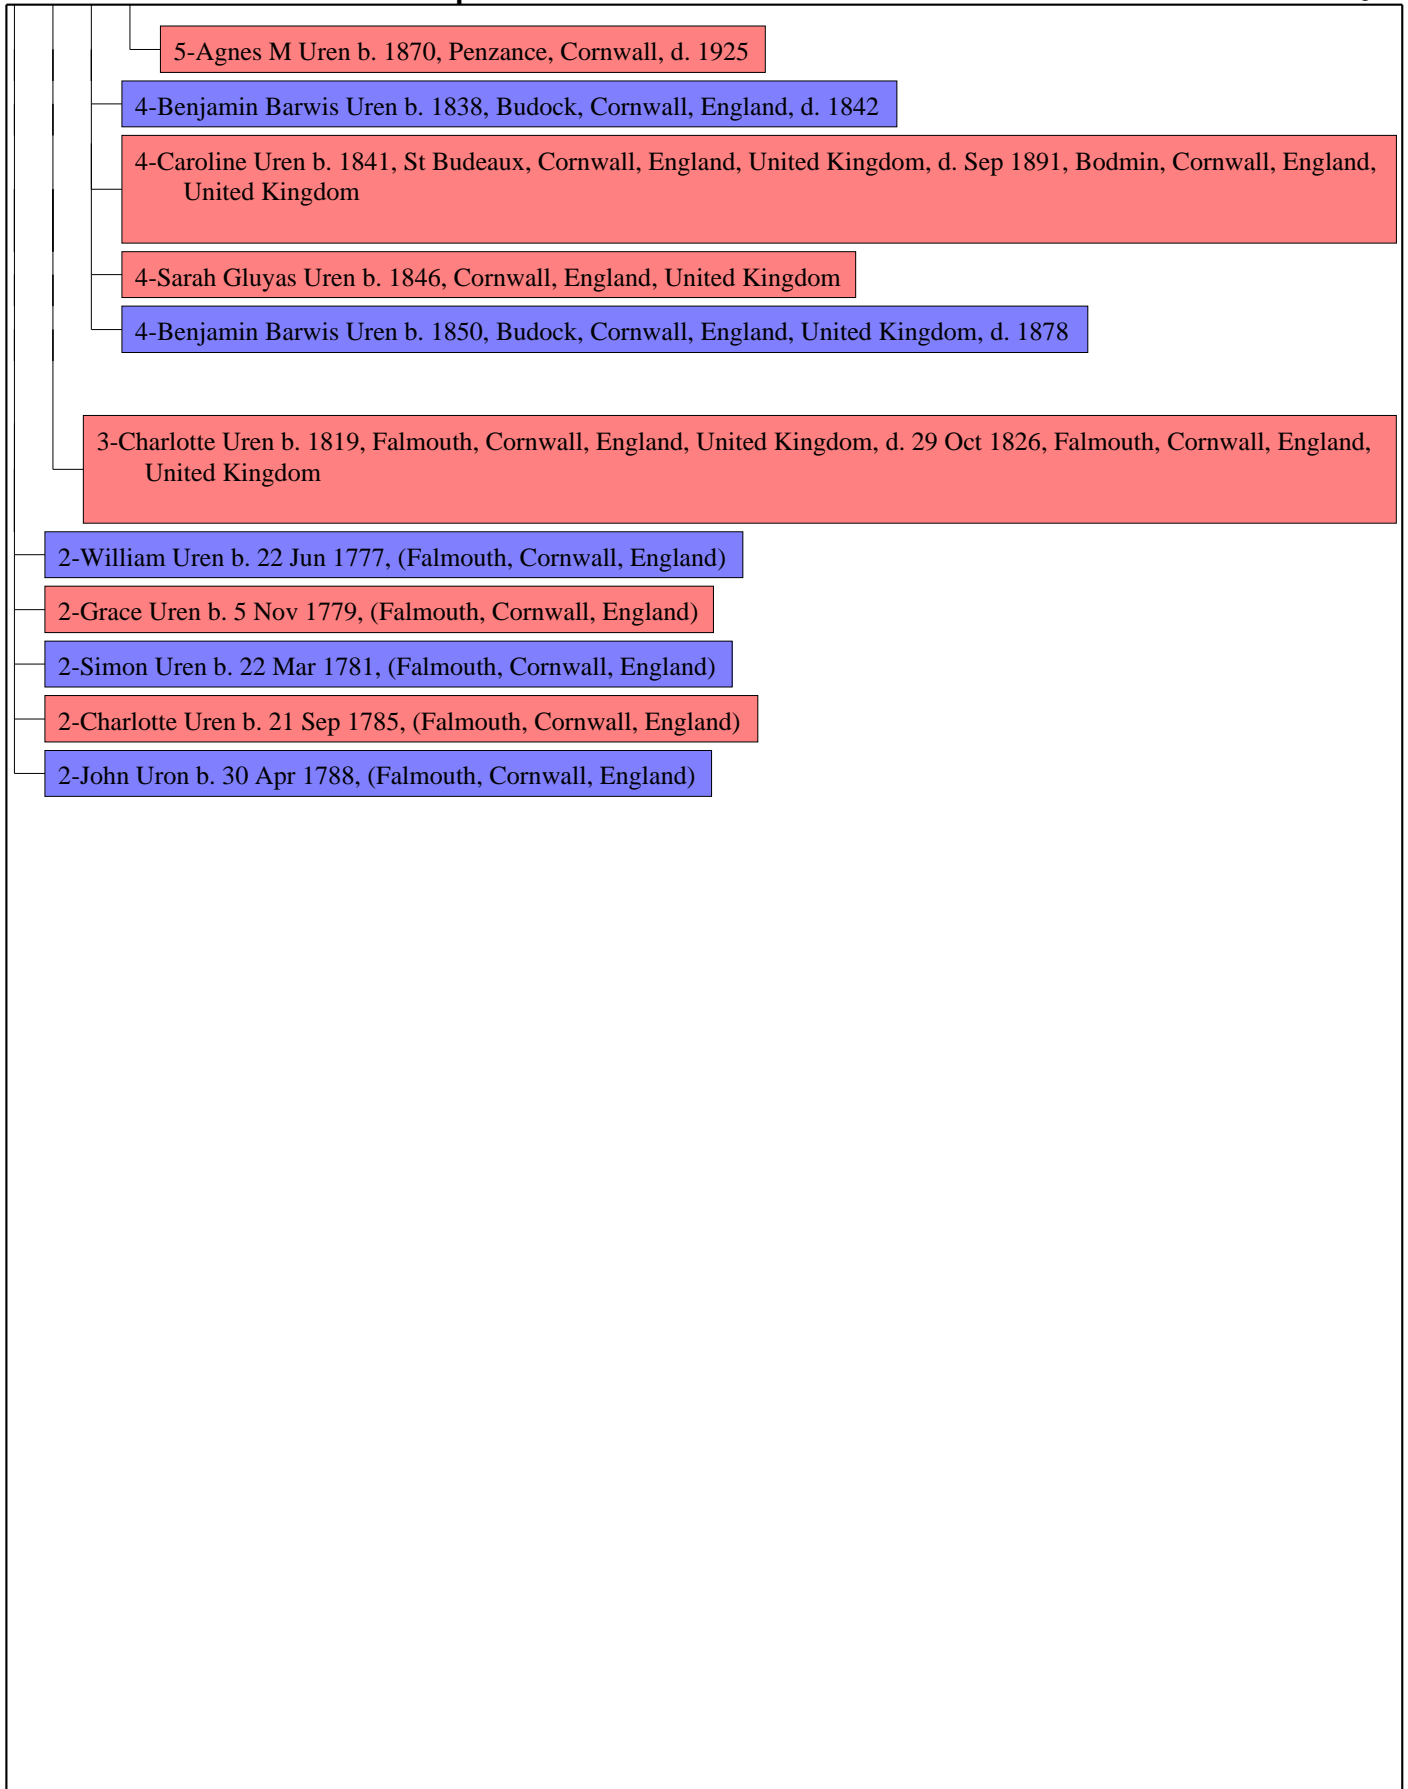 5-Agnes M Uren b. 1870, Penzance, Cornwall, d. 1925
4-Benjamin Barwis Uren b. 1838, Budock, Cornwall, England, d. 1842
4-Caroline Uren b. 1841, St Budeaux, Cornwall, England, United Kingdom, d. Sep 1891, Bodmin, Cornwall, England,
United Kingdom
4-Sarah Gluyas Uren b. 1846, Cornwall, England, United Kingdom
4-Benjamin Barwis Uren b. 1850, Budock, Cornwall, England, United Kingdom, d. 1878
3-Charlotte Uren b. 1819, Falmouth, Cornwall, England, United Kingdom, d. 29 Oct 1826, Falmouth, Cornwall, England,
United Kingdom
2-William Uren b. 22 Jun 1777, (Falmouth, Cornwall, England)
2-Grace Uren b. 5 Nov 1779, (Falmouth, Cornwall, England)
2-Simon Uren b. 22 Mar 1781, (Falmouth, Cornwall, England)
2-Charlotte Uren b. 21 Sep 1785, (Falmouth, Cornwall, England)
2-John Uron b. 30 Apr 1788, (Falmouth, Cornwall, England)